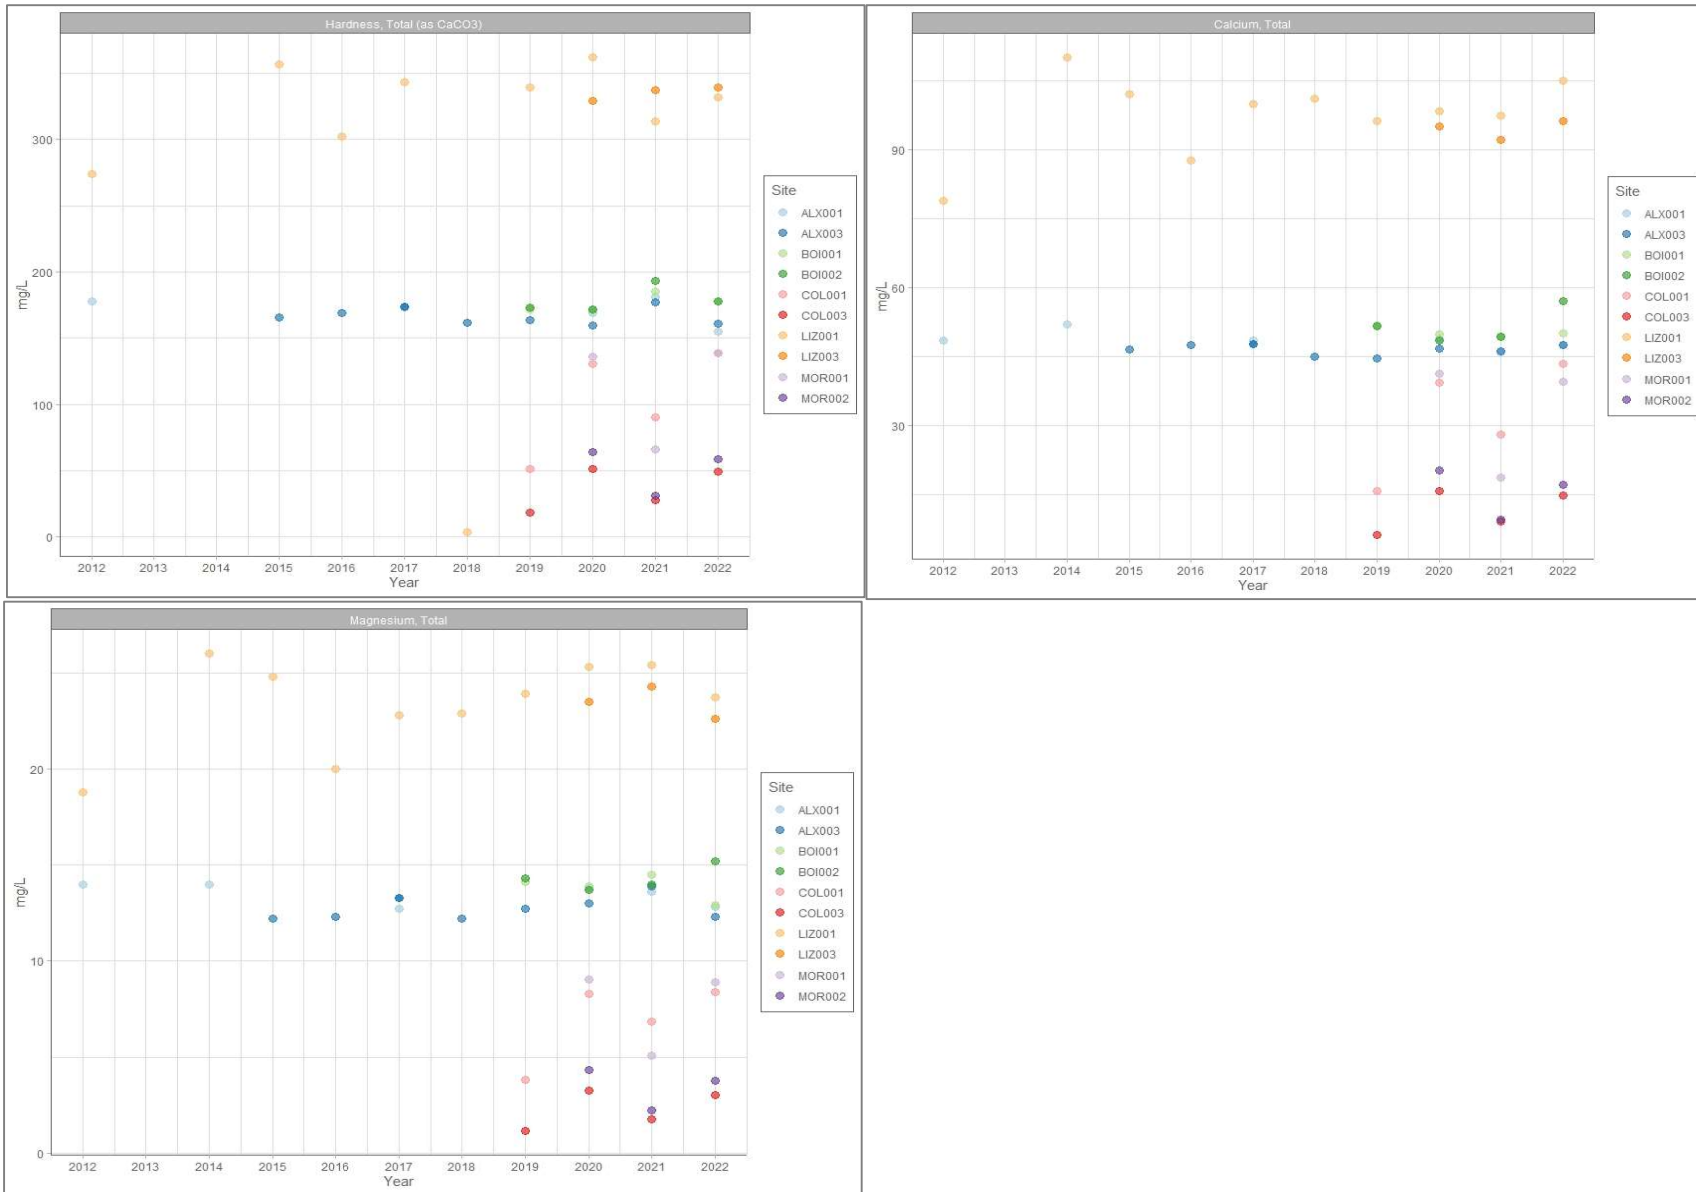 Hardness, Total (as CaCO3)
300
200
100
0
mg/L
2012 2013 2014 2015 2016 2017 2018 2019 2020 2021 2022
Year
Site
ALX001
ALX003
BOI001
BOI002
COL001
COL003
LIZ001
LIZ003
MOR001
MOR002
Calcium, Total
90
60
30
mg/L
2012 2013 2014 2015 2016 2017 2018 2019 2020 2021 2022
Year
Site
ALX001
ALX003
BOI001
BOI002
COL001
COL003
LIZ001
LIZ003
MOR001
MOR002
Magnesium, Total
20
10
0
mg/L
2012 2013 2014 2015 2016 2017 2018 2019 2020 2021 2022
Year
Site
ALX001
ALX003
BOI001
BOI002
COL001
COL003
LIZ001
LIZ003
MOR001
MOR002